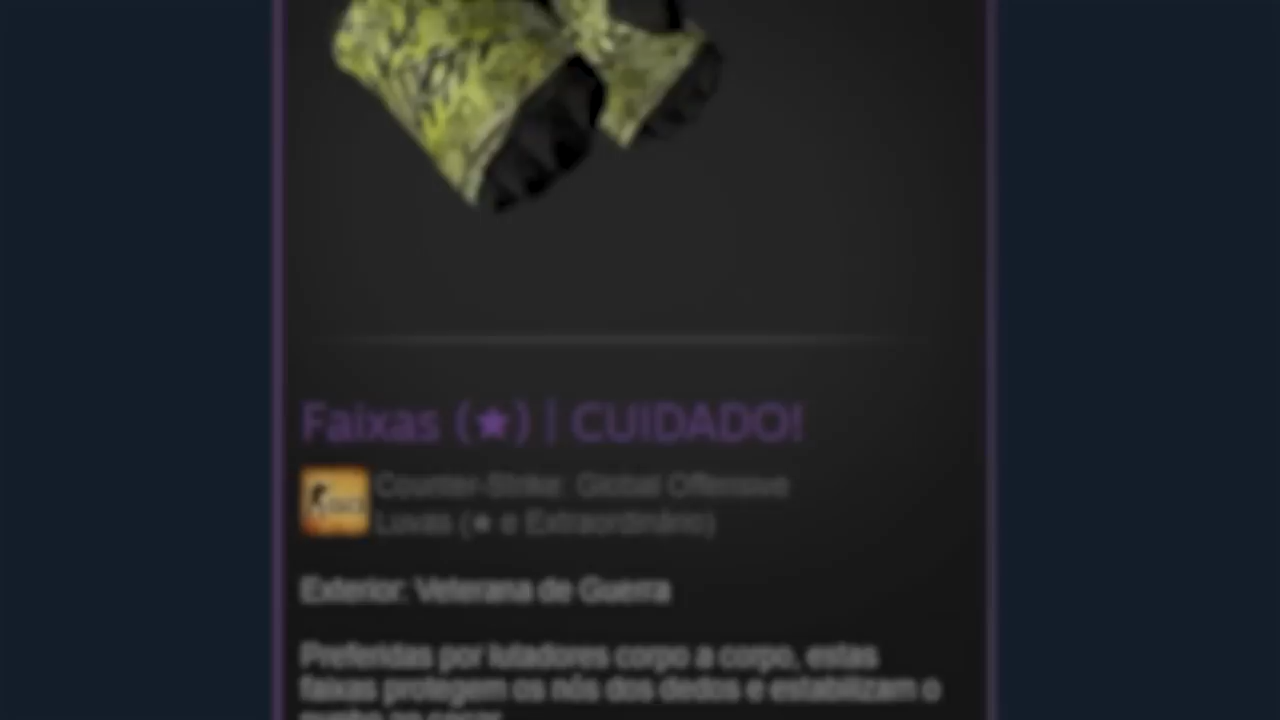 Faixas (★) | CUIDADO!
Counter-Strike: Global Offensive
Luvas (★ e Extraordinário)
Exterior: Veterana de Guerra
Preferidas por lutadores corpo a corpo, estas
faixas protegem os nós dos dedos e estabilizam o